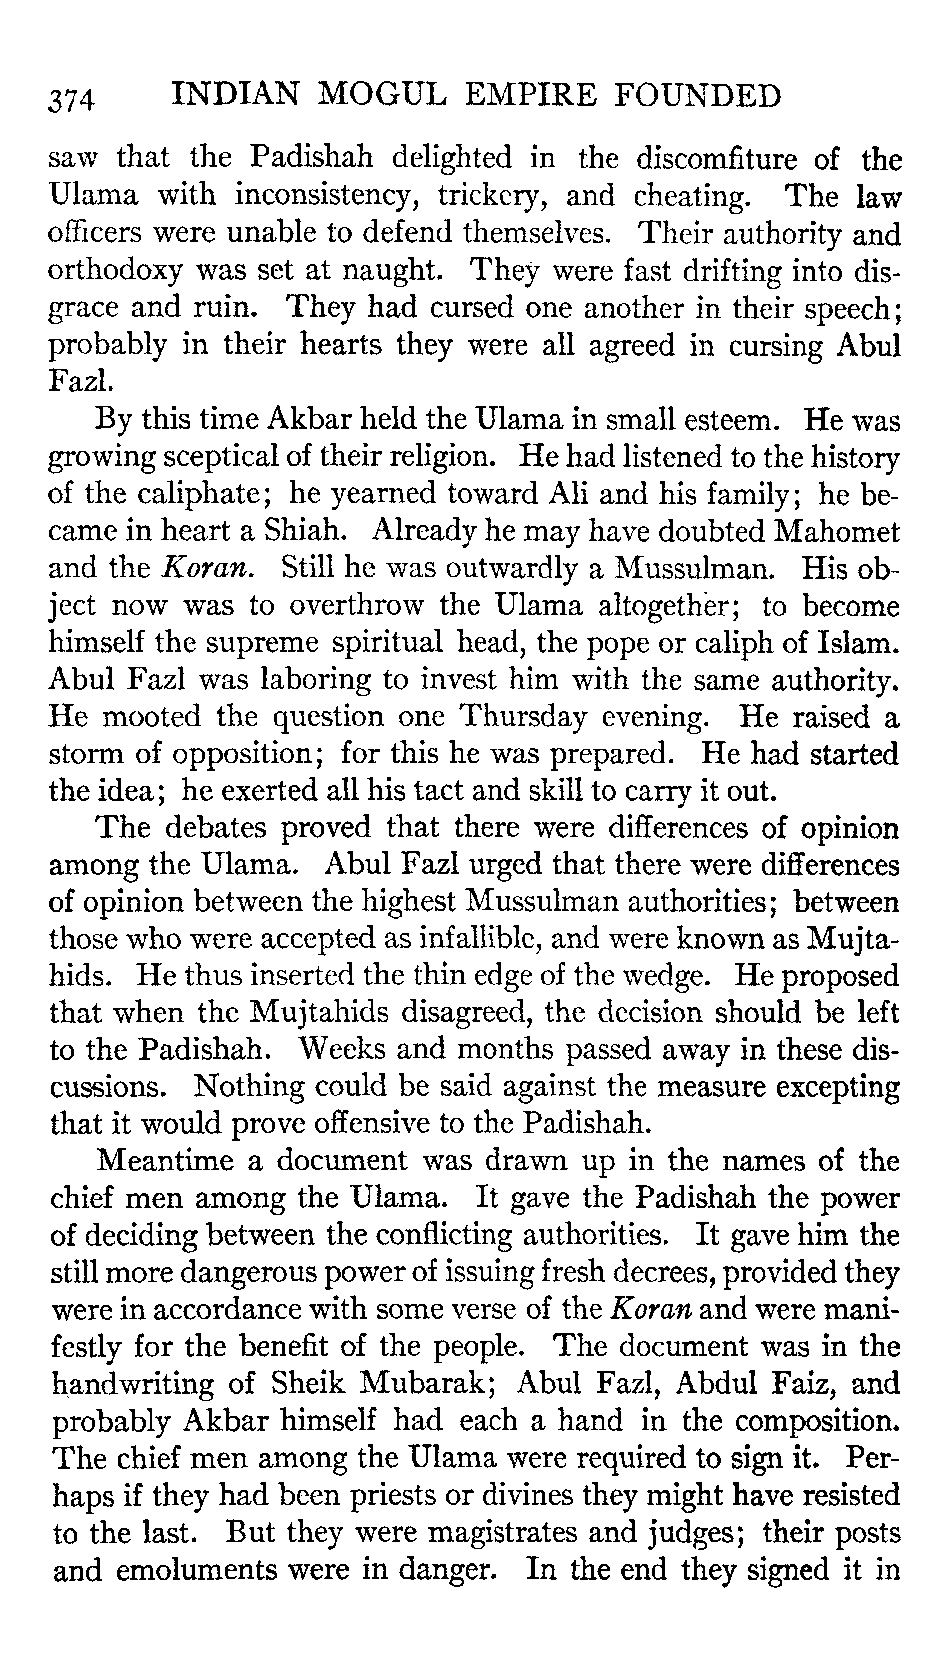 374 INDIAN MOGUL EMPIRE FOUNDED
saw that the Padishah delighted in the discomfiture of the
Ulama with inconsistency, trickery, and cheating. The law
officers were unable to defend themselves. Their authority and
orthodoxy was set at naught. They were fast drifting into dis-
grace and ruin. They had cursed one another in their speech;
probably in their hearts they were all agreed in cursing Abul
Fazl.
By this time Akbar held the Ulama in small esteem. He was
growing sceptical of their religion. He had listened to the history
of the caliphate; he yearned toward Ali and his family; he be-
came in heart a Shiah. Already he may have doubted Mahomet
and the Koran. Still he was outwardly a Mussulman. His ob-
ject now was to overthrow the Ulama altogether; to become
himself the supreme spiritual head, the pope or caliph of Islam.
Abul Fazl was laboring to invest him with the same authority.
He mooted the question one Thursday evening. He raised a
storm of opposition; for this he was prepared. He had started
the idea; he exerted all his tact and skill to carry it out.
The debates proved that there were differences of opinion
among the Ulama. Abul Fazl urged that there were differences
of opinion between the highest Mussulman authorities; between
those who were accepted as infallible, and were known as Mujta-
hids. He thus inserted the thin edge of the wedge. He proposed
that when the Mujtahids disagreed, the decision should be left
to the Padishah. Weeks and months passed away in these dis-
cussions. Nothing could be said against the measure excepting
that it would prove offensive to the Padishah.
Meantime a document was drawn up in the names of the
chief men among the Ulama. It gave the Padishah the power
of deciding between the conflicting authorities. It gave him the
still more dangerous power of issuing fresh decrees, provided they
were in accordance with some verse of the Koran and were mani-
festly for the benefit of the people. The document was in the
handwriting of Sheik Mubarak; Abul Fazl, Abdul Faiz, and
probably Akbar himself had each a hand in the composition.
The chief men among the Ulama were required to sign it. Per-
haps if they had been priests or divines they might have resisted
to the last. But they were magistrates and judges; their posts
and emoluments were in danger. In the end they signed it in